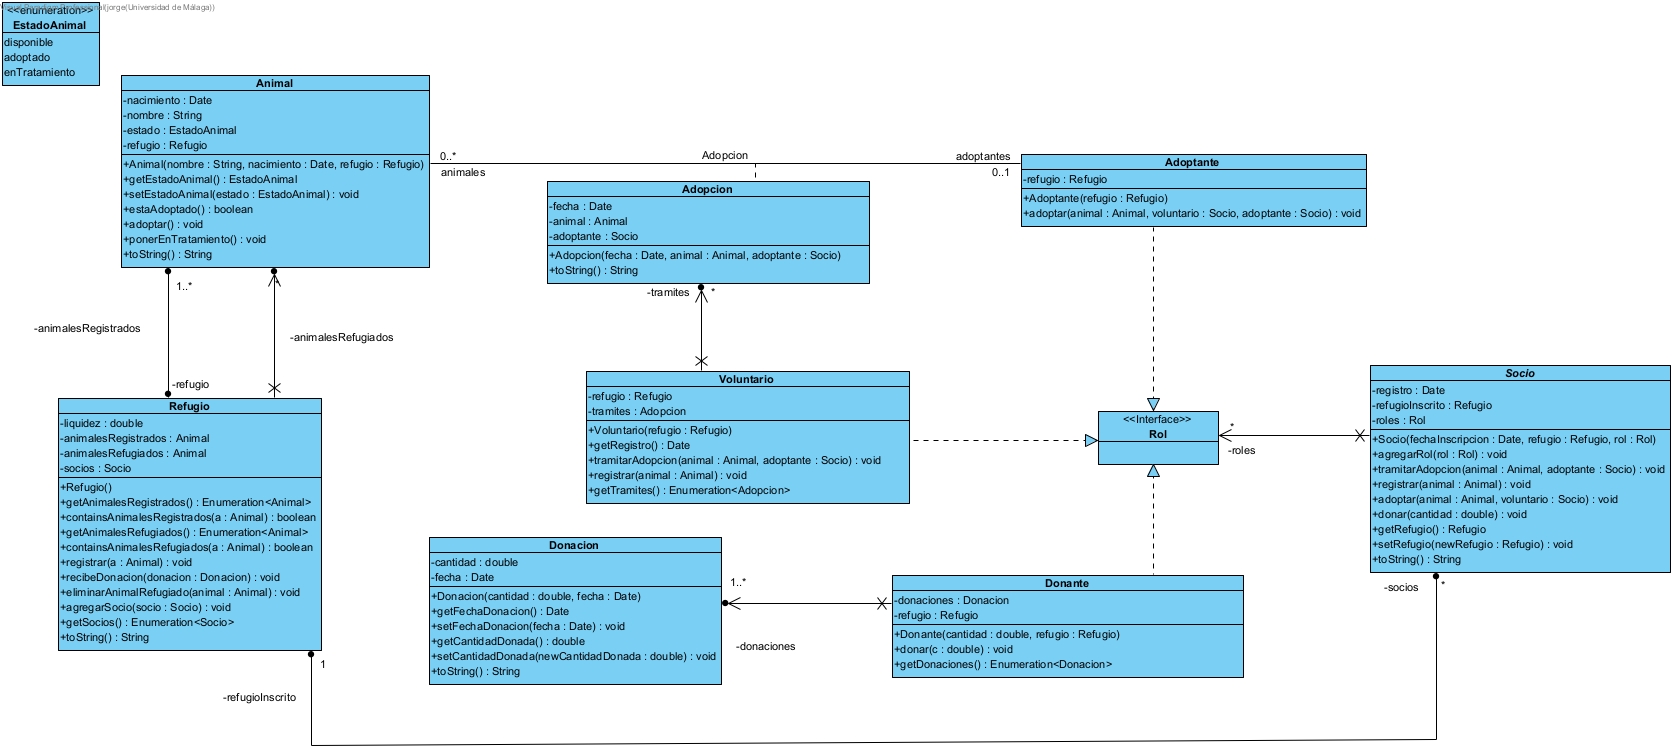 (jorge(Universidad de Málaga))
<<enumeration>>
EstadoAnimal
disponible
adoptado
enTratamiento
Animal
-nacimiento : Date
-nombre : String
-estado : EstadoAnimal
-refugio : Refugio
+Animal(nombre : String, nacimiento : Date, refugio : Refugio)
+getEstadoAnimal() : EstadoAnimal
+setEstadoAnimal(estado : EstadoAnimal) : void
+estaAdoptado() : boolean
+adoptar() : void
+ponerEnTratamiento() : void
+toString() : String
0..*
animales
Adopcion
adoptantes
0..1
Adopcion
-fecha : Date
-animal : Animal
-adoptante : Socio
+Adopcion(fecha : Date, animal : Animal, adoptante : Socio)
+toString() : String
Adoptante
-refugio : Refugio
+Adoptante(refugio : Refugio)
+adoptar(animal : Animal, voluntario : Socio, adoptante : Socio) : void
1..*
*
-animalesRegistrados
-animalesRefugiados
-refugio
-tramites
*
Refugio
-liquidez : double
-animalesRegistrados : Animal
-animalesRefugiados : Animal
-socios : Socio
+Refugio()
+getAnimalesRegistrados() : Enumeration<Animal>
+containsAnimalesRegistrados(a : Animal) : boolean
+getAnimalesRefugiados() : Enumeration<Animal>
+containsAnimalesRefugiados(a : Animal) : boolean
+registrar(a : Animal) : void
+recibeDonacion(donacion : Donacion) : void
+eliminarAnimalRefugiado(animal : Animal) : void
+agregarSocio(socio : Socio) : void
+getSocios() : Enumeration<Socio>
+toString() : String
Voluntario
-refugio : Refugio
-tramites : Adopcion
+Voluntario(refugio : Refugio)
+getRegistro() : Date
+tramitarAdopcion(animal : Animal, adoptante : Socio) : void
+registrar(animal : Animal) : void
+getTramites() : Enumeration<Adopcion>
<<Interface>>
Rol
*
-roles
Socio
-registro : Date
-refugioInscrito : Refugio
-roles : Rol
+Socio(fechaInscripcion : Date, refugio : Refugio, rol : Rol)
+agregarRol(rol : Rol) : void
+tramitarAdopcion(animal : Animal, adoptante : Socio) : void
+registrar(animal : Animal) : void
+adoptar(animal : Animal, voluntario : Socio) : void
+donar(cantidad : double) : void
+getRefugio() : Refugio
+setRefugio(newRefugio : Refugio) : void
+toString() : String
Donacion
-cantidad : double
-fecha : Date
+Donacion(cantidad : double, fecha : Date)
+getFechaDonacion() : Date
+setFechaDonacion(fecha : Date) : void
+getCantidadDonada() : double
+setCantidadDonada(newCantidadDonada : double) : void
+toString() : String
1..*
-donaciones
Donante
-donaciones : Donacion
-refugio : Refugio
+Donante(cantidad : double, refugio : Refugio)
+donar(c : double) : void
+getDonaciones() : Enumeration<Donacion>
-socios
*
1
-refugioInscrito